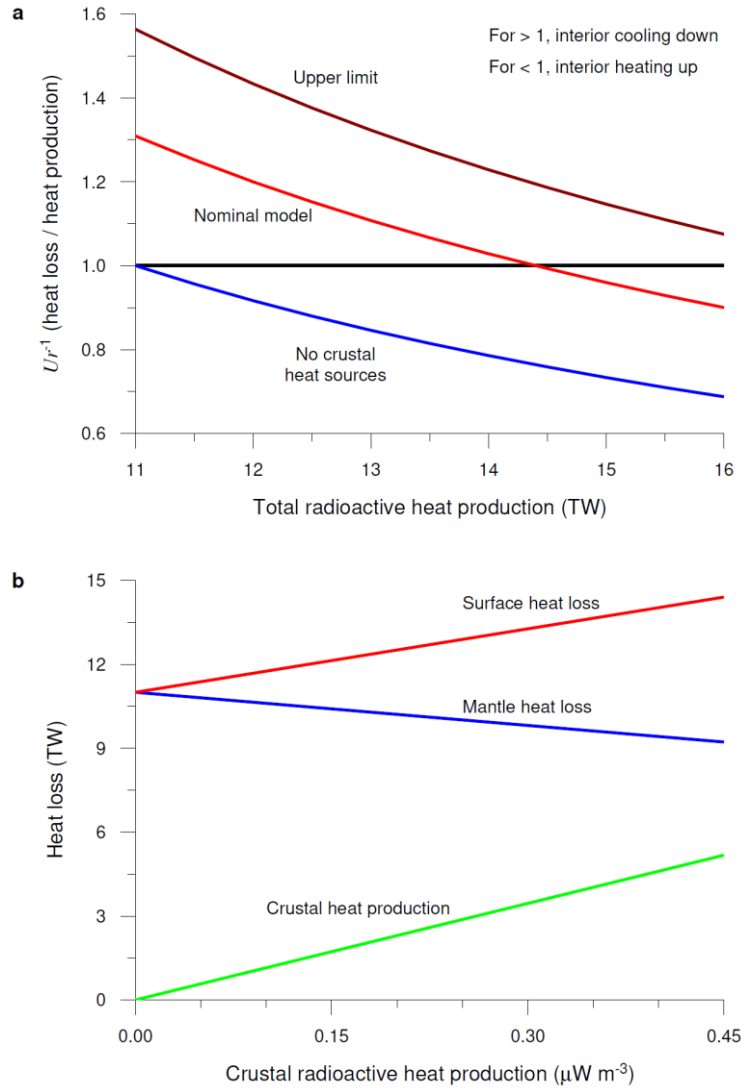 a
For > 1, interior cooling down
For < 1, interior heating up
Upper limit
Nominal model
No crustal
heat sources
Ur⁻¹ (heat loss / heat production)
1.6
1.4
1.2
1.0
0.8
0.6
11 12 13 14 15 16
Total radioactive heat production (TW)
b
Surface heat loss
Mantle heat loss
Crustal heat production
Heat loss (TW)
15
12
9
6
3
0
0.00 0.15 0.30 0.45
Crustal radioactive heat production (μW m⁻³)